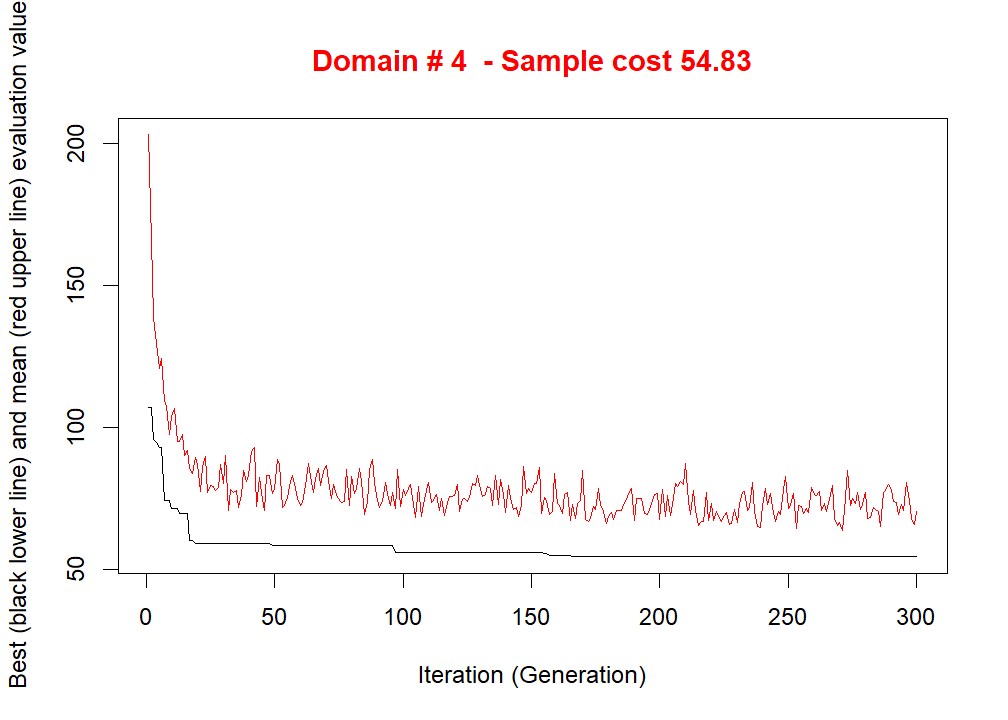 Domain # 4 - Sample cost 54.83
Best (black lower line) and mean (red upper line) evaluation value
200
150
100
50
0 50 100 150 200 250 300
Iteration (Generation)